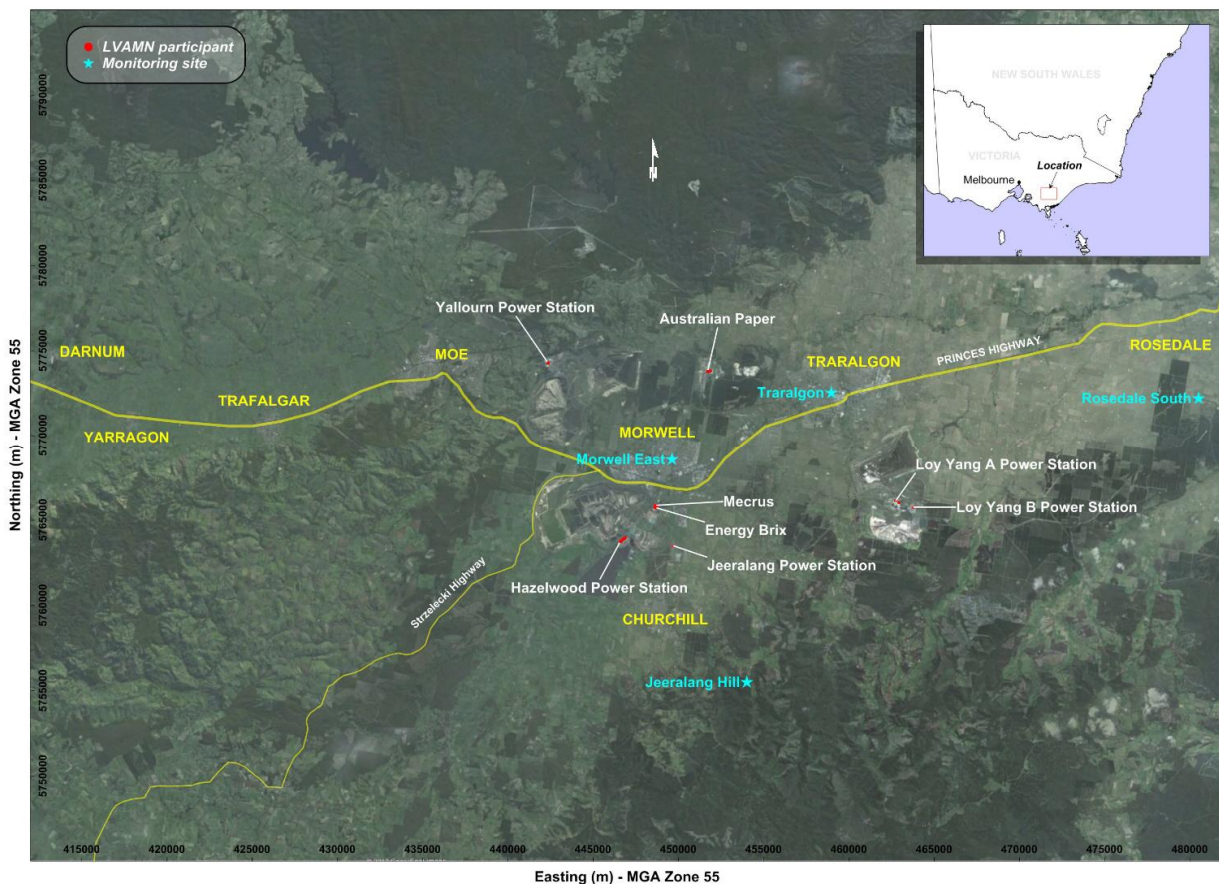 LVAMN participant
Monitoring site
NEW SOUTH WALES
VICTORIA
Location
Melbourne
N
Yallourn Power Station
Australian Paper
DARNUM
MOE
TRARALGON
PRINCES HIGHWAY
ROSEDALE
TRAFALGAR
Traralgon
Rosedale South
YARRAGON
MORWELL
Morwell East
Loy Yang A Power Station
Mecrus
Loy Yang B Power Station
Energy Brix
Jeeralang Power Station
Hazelwood Power Station
Strzelecki Highway
CHURCHILL
Jeeralang Hill
Northing (m) - MGA Zone 55
5790000
5785000
5780000
5775000
5770000
5765000
5760000
5755000
5750000
415000 420000 425000 430000 435000 440000 445000 450000 455000 460000 465000 470000 475000 480000
Easting (m) - MGA Zone 55